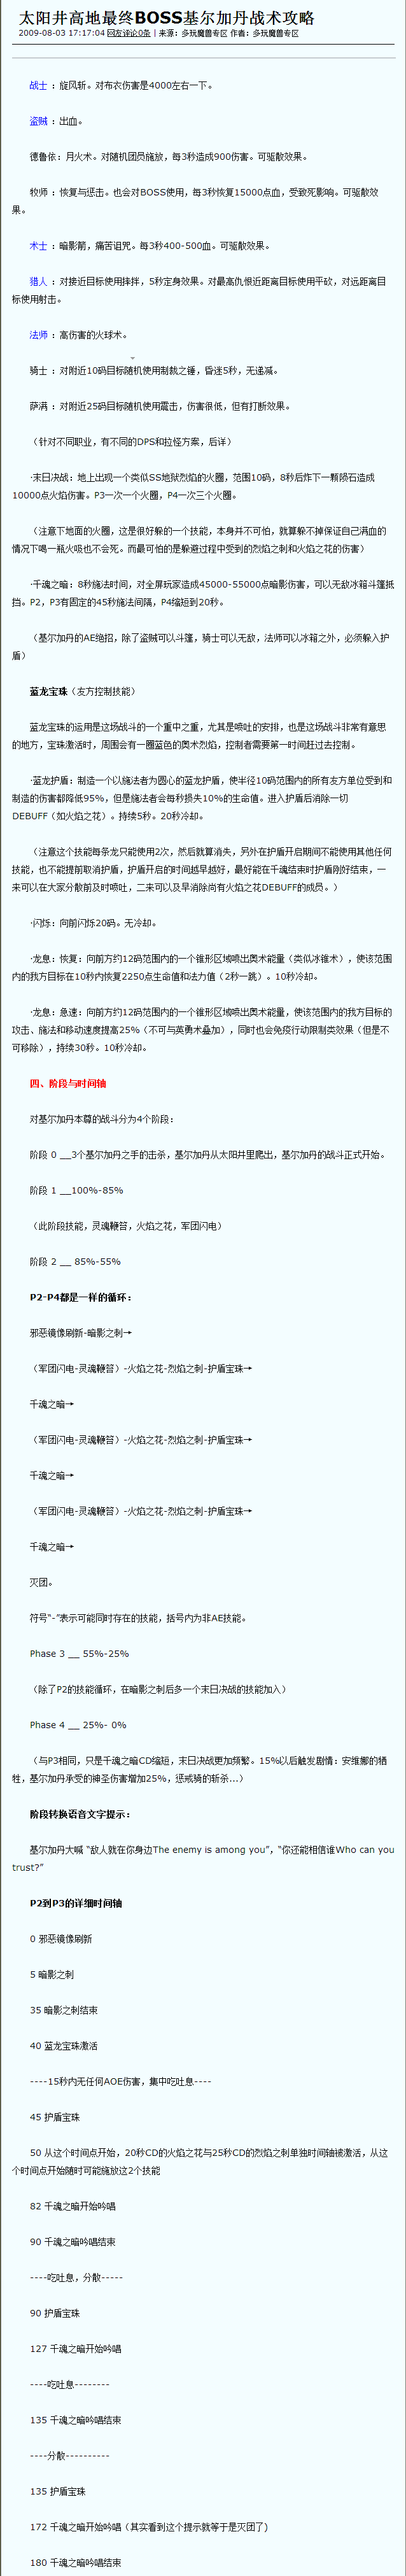 太阳井高地最终BOSS基尔加丹战术攻略
2009-08-03 17:17:04 网友评论0条 | 来源：多玩魔兽专区 作者：多玩魔兽专区
战士 ：旋风斩。对布衣伤害是4000左右一下。
盗贼 ：出血。
德鲁依：月火术。对随机团员施放，每3秒造成900伤害。可驱散效果。
牧师 ：恢复与惩击。也会对BOSS使用，每3秒恢复15000点血，受致死影响。可驱散效
果。
术士 ：暗影箭，痛苦诅咒。每3秒400-500血。可驱散效果。
猎人 ：对接近目标使用摔拌，5秒定身效果。对最高仇恨近距离目标使用平砍，对远距离目
标使用射击。
法师 ：高伤害的火球术。
骑士 ：对附近10码目标随机使用制裁之锤，昏迷5秒，无递减。
萨满 ：对附近25码目标随机使用震击，伤害很低，但有打断效果。
（针对不同职业，有不同的DPS和拉怪方案，后详）
·末日决战：地上出现一个类似SS地狱烈焰的火圈，范围10码，8秒后炸下一颗陨石造成
10000点火焰伤害。P3一次一个火圈，P4一次三个火圈。
（注意下地面的火圈，这是很好躲的一个技能，本身并不可怕，就算躲不掉保证自己满血的
情况下喝一瓶火吸也不会死。而最可怕的是躲避过程中受到的烈焰之刺和火焰之花的伤害）
·千魂之暗：8秒施法时间，对全屏玩家造成45000-55000点暗影伤害，可以无敌冰箱斗篷抵
挡。P2，P3有固定的45秒施法间隔，P4缩短到20秒。
（基尔加丹的AE绝招，除了盗贼可以斗篷，骑士可以无敌，法师可以冰箱之外，必须躲入护
盾）
蓝龙宝珠（友方控制技能）
蓝龙宝珠的运用是这场战斗的一个重中之重，尤其是喷吐的安排，也是这场战斗非常有意思
的地方，宝珠激活时，周围会有一圈蓝色的奥术烈焰，控制者需要第一时间赶过去控制。
·蓝龙护盾：制造一个以施法者为圆心的蓝龙护盾，使半径10码范围内的所有友方单位受到和
制造的伤害都降低95%，但是施法者会每秒损失10%的生命值。进入护盾后消除一切
DEBUFF（如火焰之花）。持续5秒。20秒冷却。
（注意这个技能每条龙只能使用2次，然后就算消失，另外在护盾开启期间不能使用其他任何
技能，也不能提前取消护盾，护盾开启的时间越早越好，最好能在千魂结束时护盾刚好结束，一
来可以在大家分散前及时喷吐，二来可以及早消除尚有火焰之花DEBUFF的成员。）
·闪烁：向前闪烁20码。无冷却。
·龙息：恢复：向前方约12码范围内的一个锥形区域喷出奥术能量（类似冰锥术），使该范围
内的我方目标在10秒内恢复2250点生命值和法力值（2秒一跳）。10秒冷却。
·龙息：急速：向前方约12码范围内的一个锥形区域喷出奥术能量，使该范围内的我方目标的
攻击、施法和移动速度提高25%（不可与英勇术叠加），同时也会免疫行动限制类效果（但是不
可移除），持续30秒。10秒冷却。
四、阶段与时间轴
对基尔加丹本尊的战斗分为4个阶段：
阶段 0 __3个基尔加丹之手的击杀，基尔加丹从太阳井里爬出，基尔加丹的战斗正式开始。
阶段 1 __100%-85%
（此阶段技能，灵魂鞭笞，火焰之花，军团闪电）
阶段 2 __ 85%-55%
P2-P4都是一样的循环：
邪恶镜像刷新-暗影之刺→
（军团闪电-灵魂鞭笞）-火焰之花-烈焰之刺-护盾宝珠→
千魂之暗→
（军团闪电-灵魂鞭笞）-火焰之花-烈焰之刺-护盾宝珠→
千魂之暗→
（军团闪电-灵魂鞭笞）-火焰之花-烈焰之刺-护盾宝珠→
千魂之暗→
灭团。
符号“-”表示可能同时存在的技能，括号内为非AE技能。
Phase 3 __ 55%-25%
（除了P2的技能循环，在暗影之刺后多一个末日决战的技能加入）
Phase 4 __ 25%- 0%
（与P3相同，只是千魂之暗CD缩短，末日决战更加频繁。15%以后触发剧情：安维娜的牺
牲，基尔加丹承受的神圣伤害增加25%，惩戒骑的斩杀...）
阶段转换语音文字提示：
基尔加丹大喊 “敌人就在你身边The enemy is among you”，“你还能相信谁Who can you
trust?”
P2到P3的详细时间轴
0 邪恶镜像刷新
5 暗影之刺
35 暗影之刺结束
40 蓝龙宝珠激活
----15秒内无任何AOE伤害，集中吃吐息----
45 护盾宝珠
50 从这个时间点开始，20秒CD的火焰之花与25秒CD的烈焰之刺单独时间轴被激活，从这
个时间点开始随时可能施放这2个技能
82 千魂之暗开始吟唱
90 千魂之暗吟唱结束
----吃吐息，分散-----
90 护盾宝珠
127 千魂之暗开始吟唱
----吃吐息--------
135 千魂之暗吟唱结束
----分散----------
135 护盾宝珠
172 千魂之暗开始吟唱（其实看到这个提示就等于是灭团了）
180 千魂之暗吟唱结束